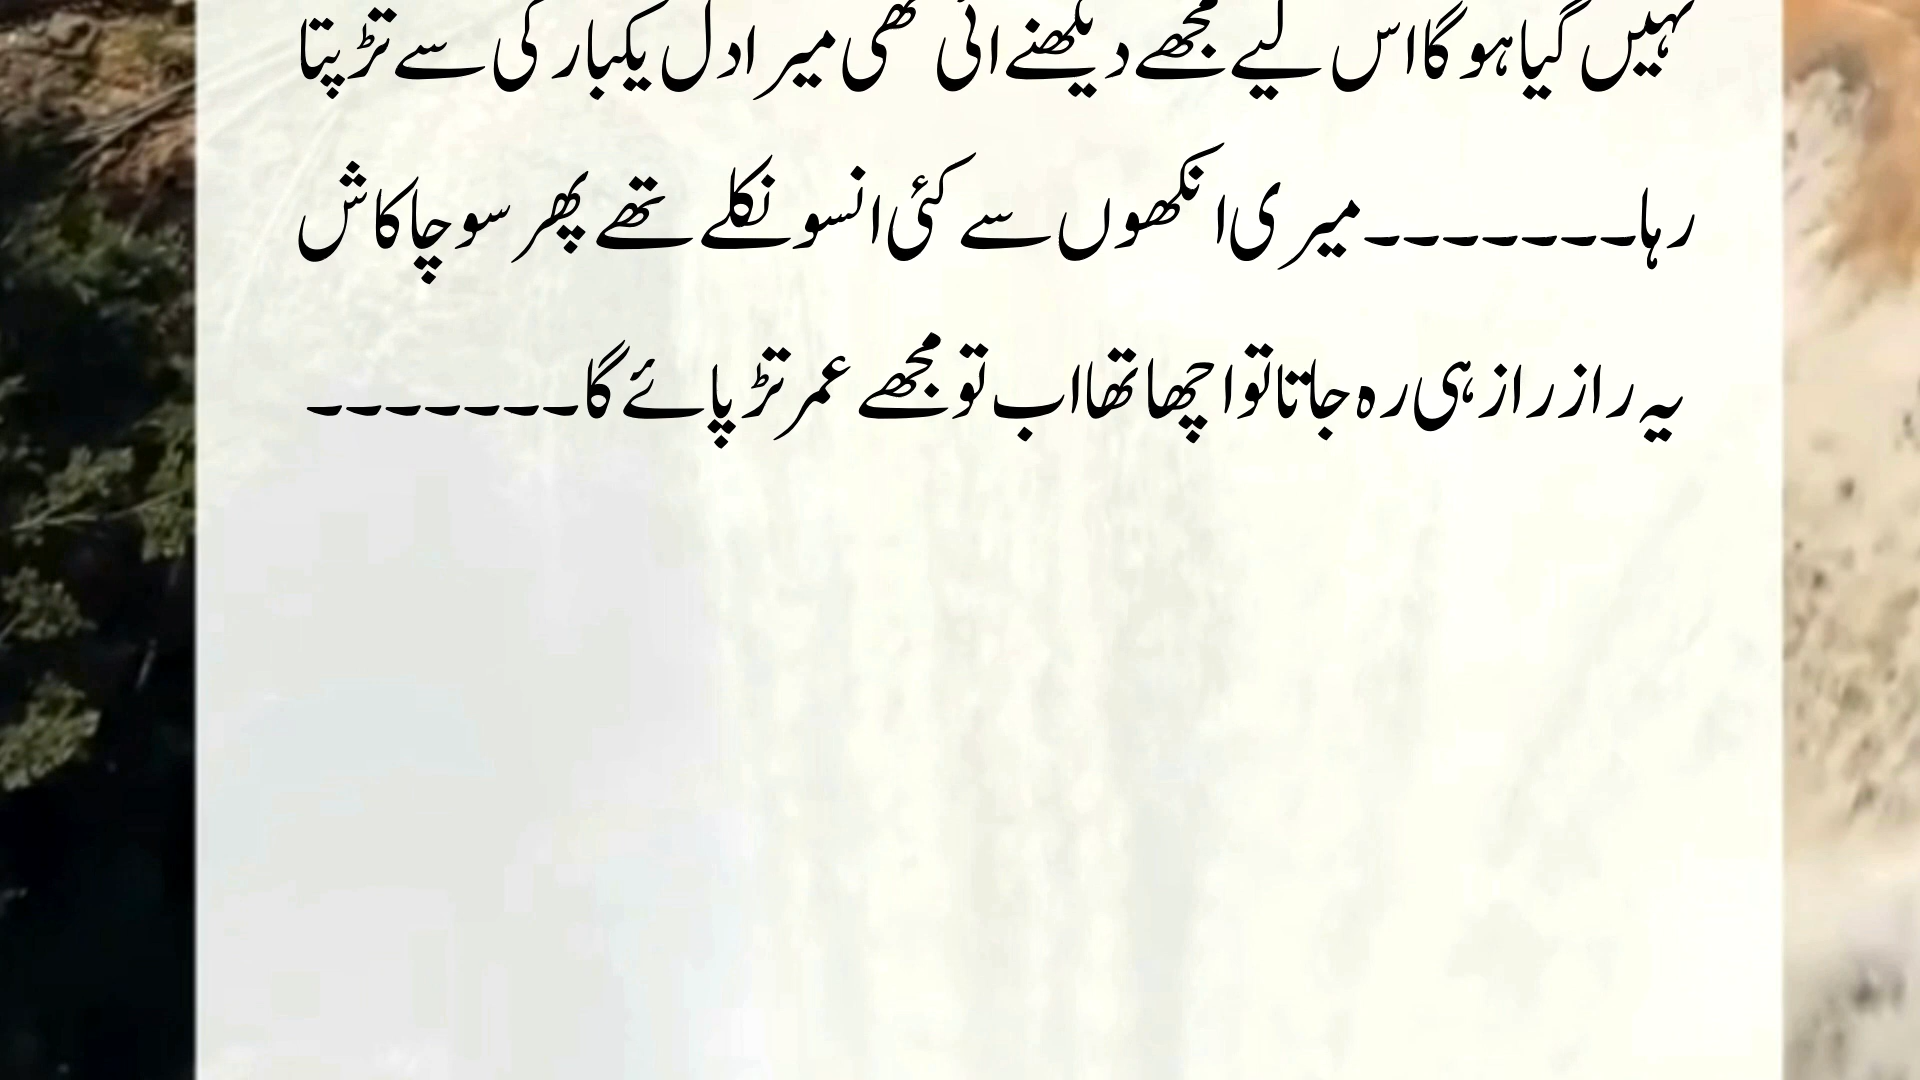 نہیں گیا ہو گا اس لیے مجھے دیکھنے ائی تھی میرا دل یکبارگی سے تڑپتا
رہا۔۔۔۔۔۔۔میری انکھوں سے کئی انسو نکلے تھے پھر سوچا کاش
یہ راز راز ہی رہ جاتا تو اچھا تھا اب تو مجھے عمر تڑپائے گا۔۔۔۔۔۔۔